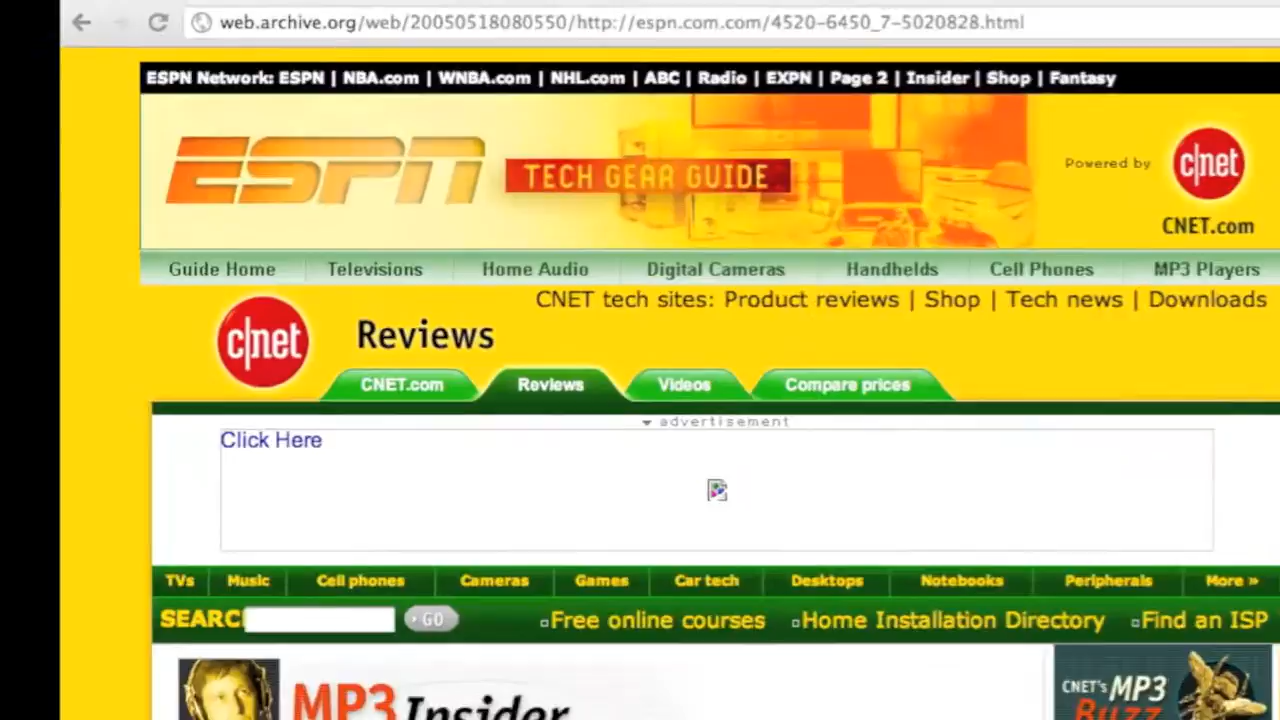 web.archive.org/web/20050518080550/http://espn.com.com/4520-6450_7-5020828.html
ESPN Network: ESPN | NBA.com | WNBA.com | NHL.com | ABC | Radio | EXPN | Page 2 | Insider | Shop | Fantasy
ESPN TECH GEAR GUIDE Powered by c|net
CNET.com
Guide Home Televisions Home Audio Digital Cameras Handhelds Cell Phones MP3 Players
CNET tech sites: Product reviews | Shop | Tech news | Downloads
c|net Reviews
CNET.com Reviews Videos Compare prices
advertisement
Click Here
TVs Music Cell phones Cameras Games Car tech Desktops Notebooks Peripherals More »
SEARC GO Free online courses Home Installation Directory Find an ISP
MP3 Insider CNET's MP3
Buzz